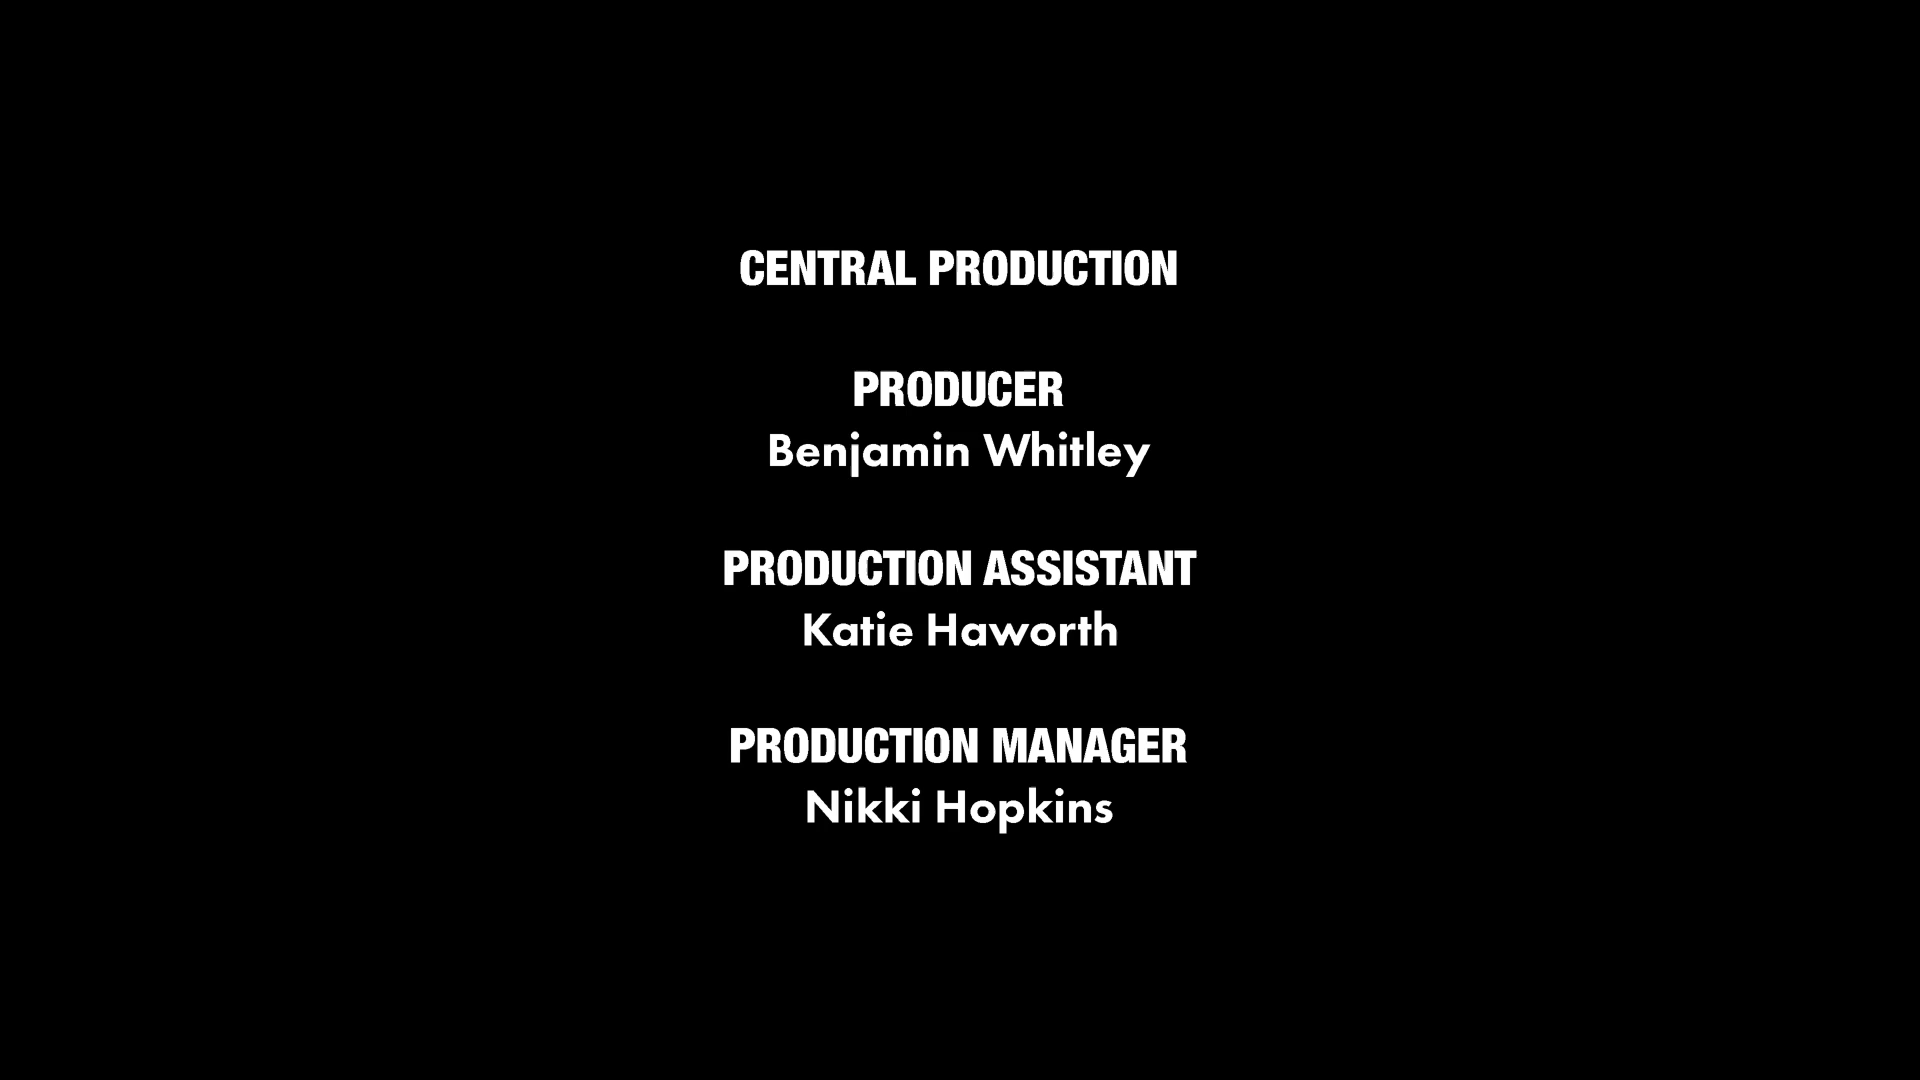 CENTRAL PRODUCTION
PRODUCER
Benjamin Whitley
PRODUCTION ASSISTANT
Katie Haworth
PRODUCTION MANAGER
Nikki Hopkins